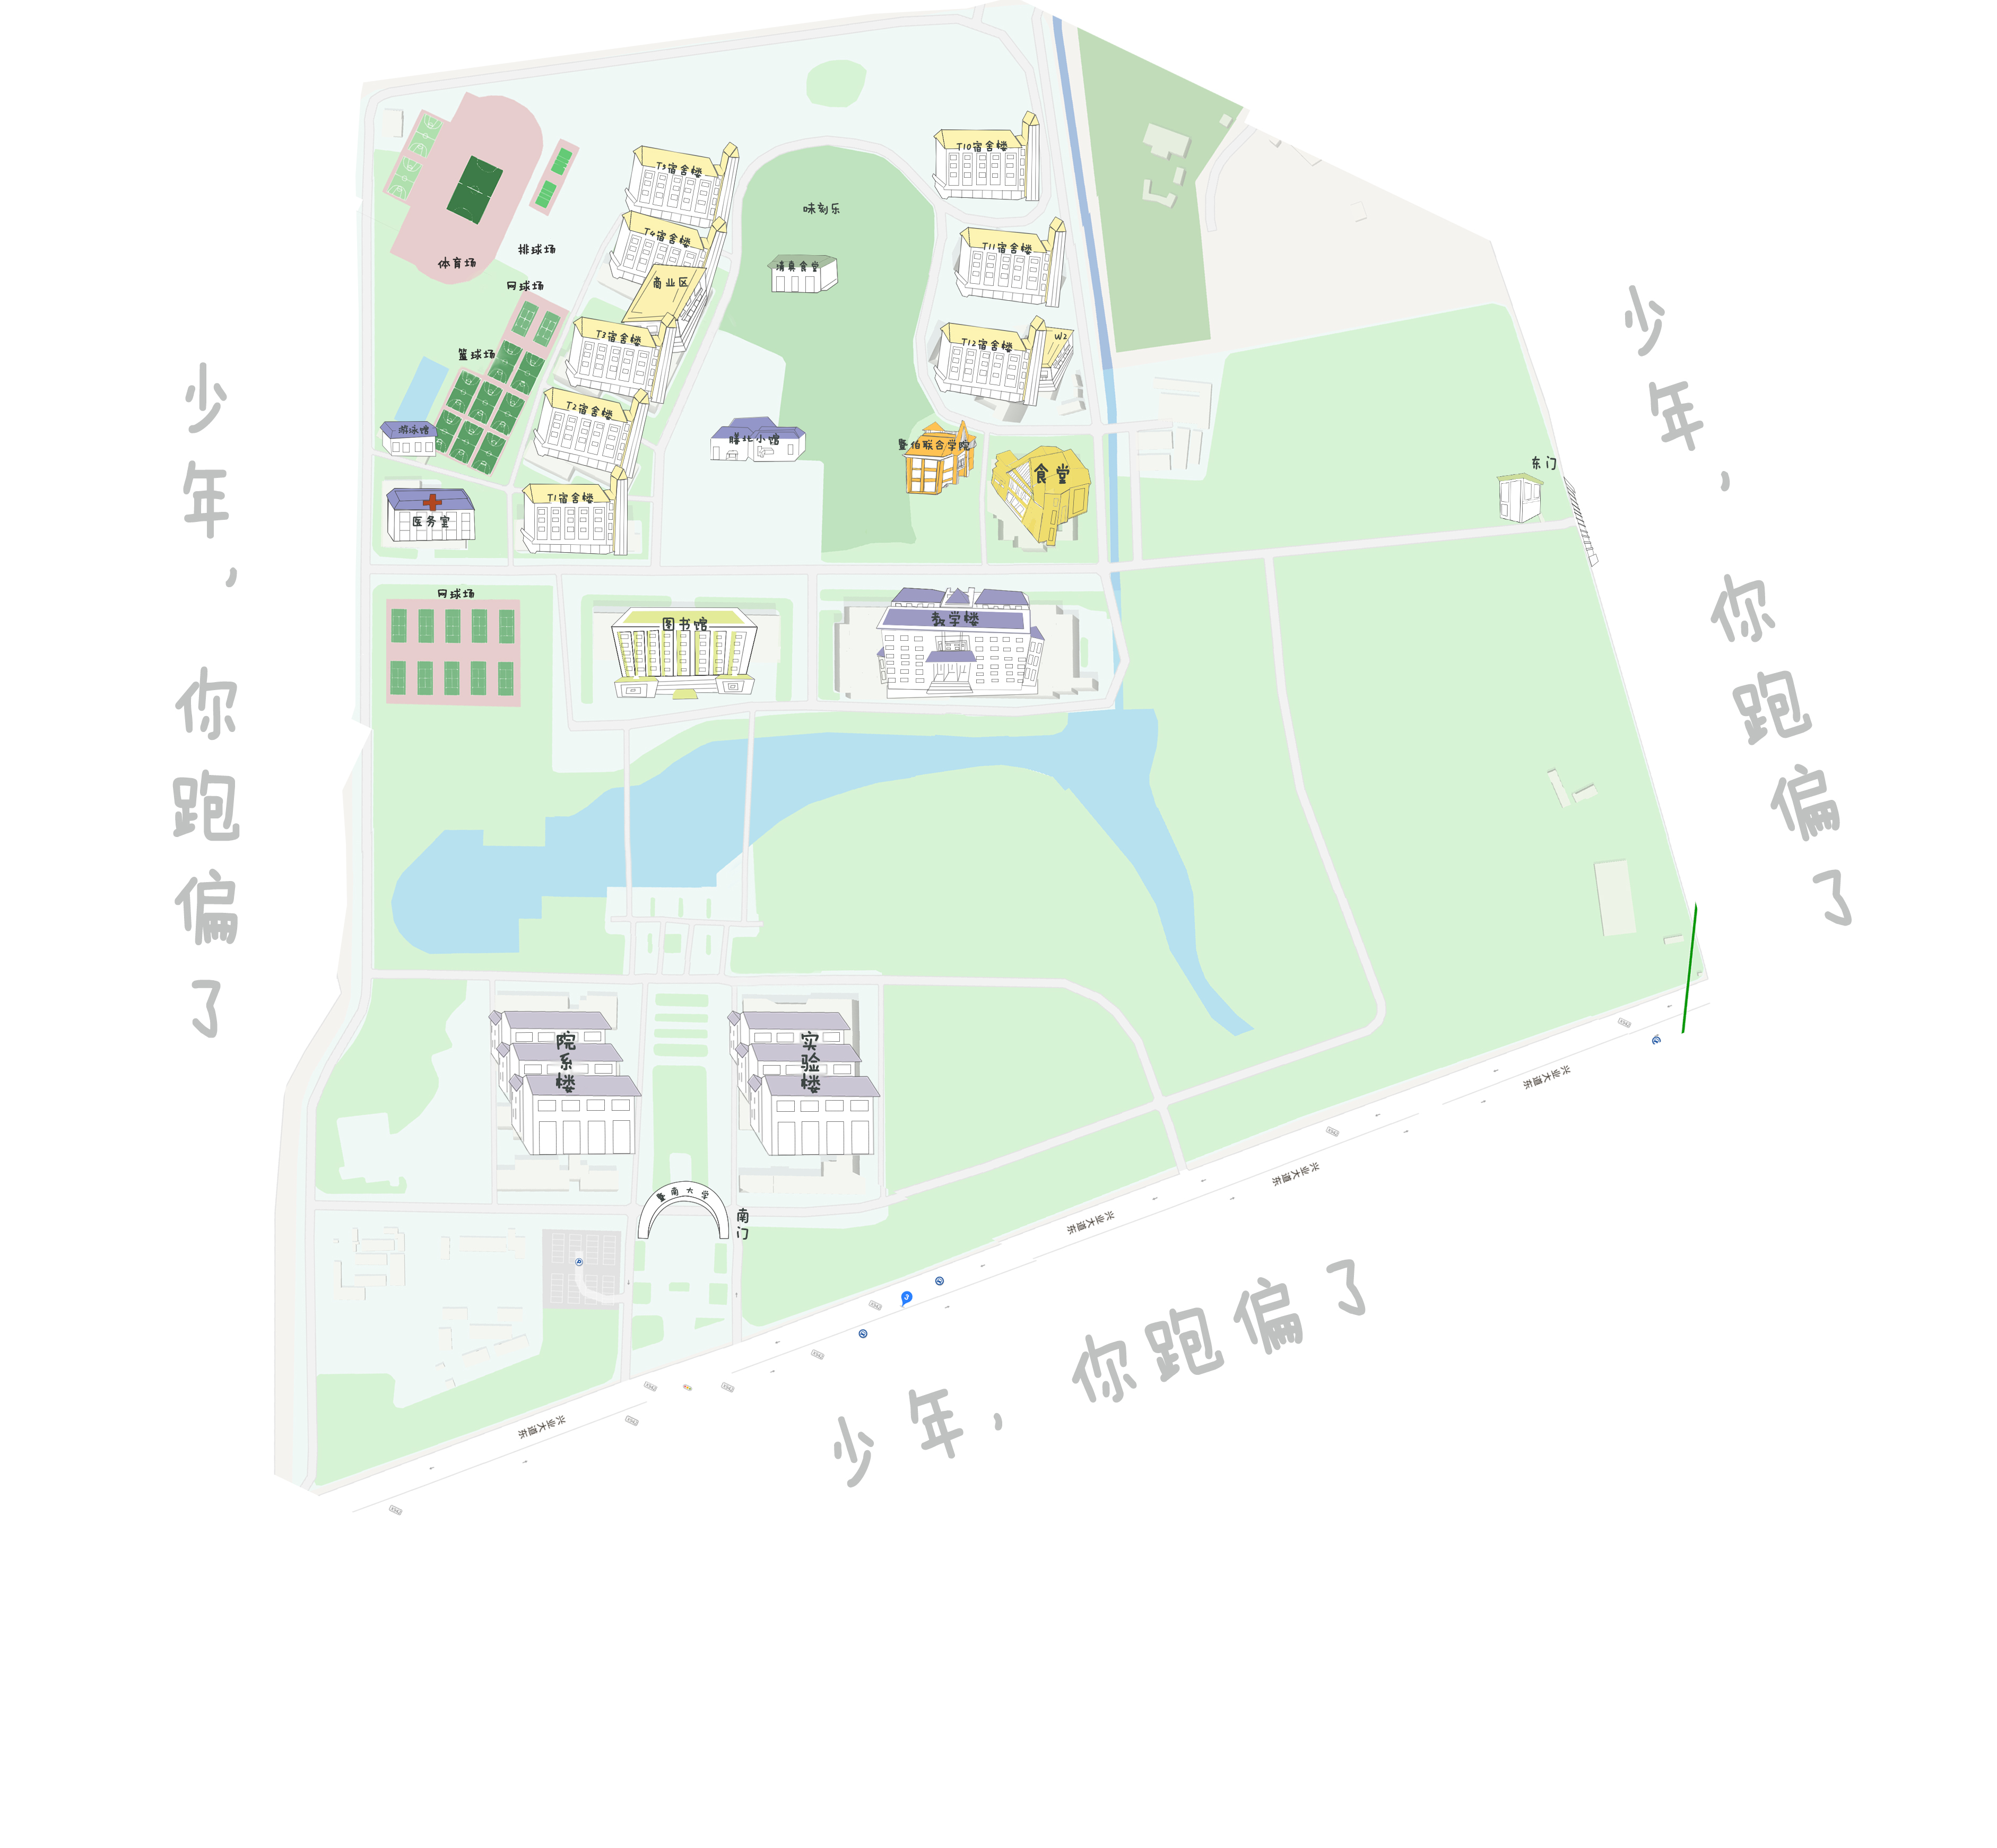 T10宿舍楼
T5宿舍楼
味刻乐
T4宿舍楼
排球场
T11宿舍楼
体育场
清真食堂
商业区
网球场
T3宿舍楼
T12宿舍楼
W2
篮球场
T2宿舍楼
游泳馆
膳北小馆
暨伯联合学院
食堂
东门
T1宿舍楼
医务室
网球场
图书馆
教学楼
院系楼
实验楼
暨南大学
南门
兴业大道东
兴业大道东
兴业大道东
兴业大道东
少年，你跑偏了
少年，你跑偏了
少年，你跑偏了